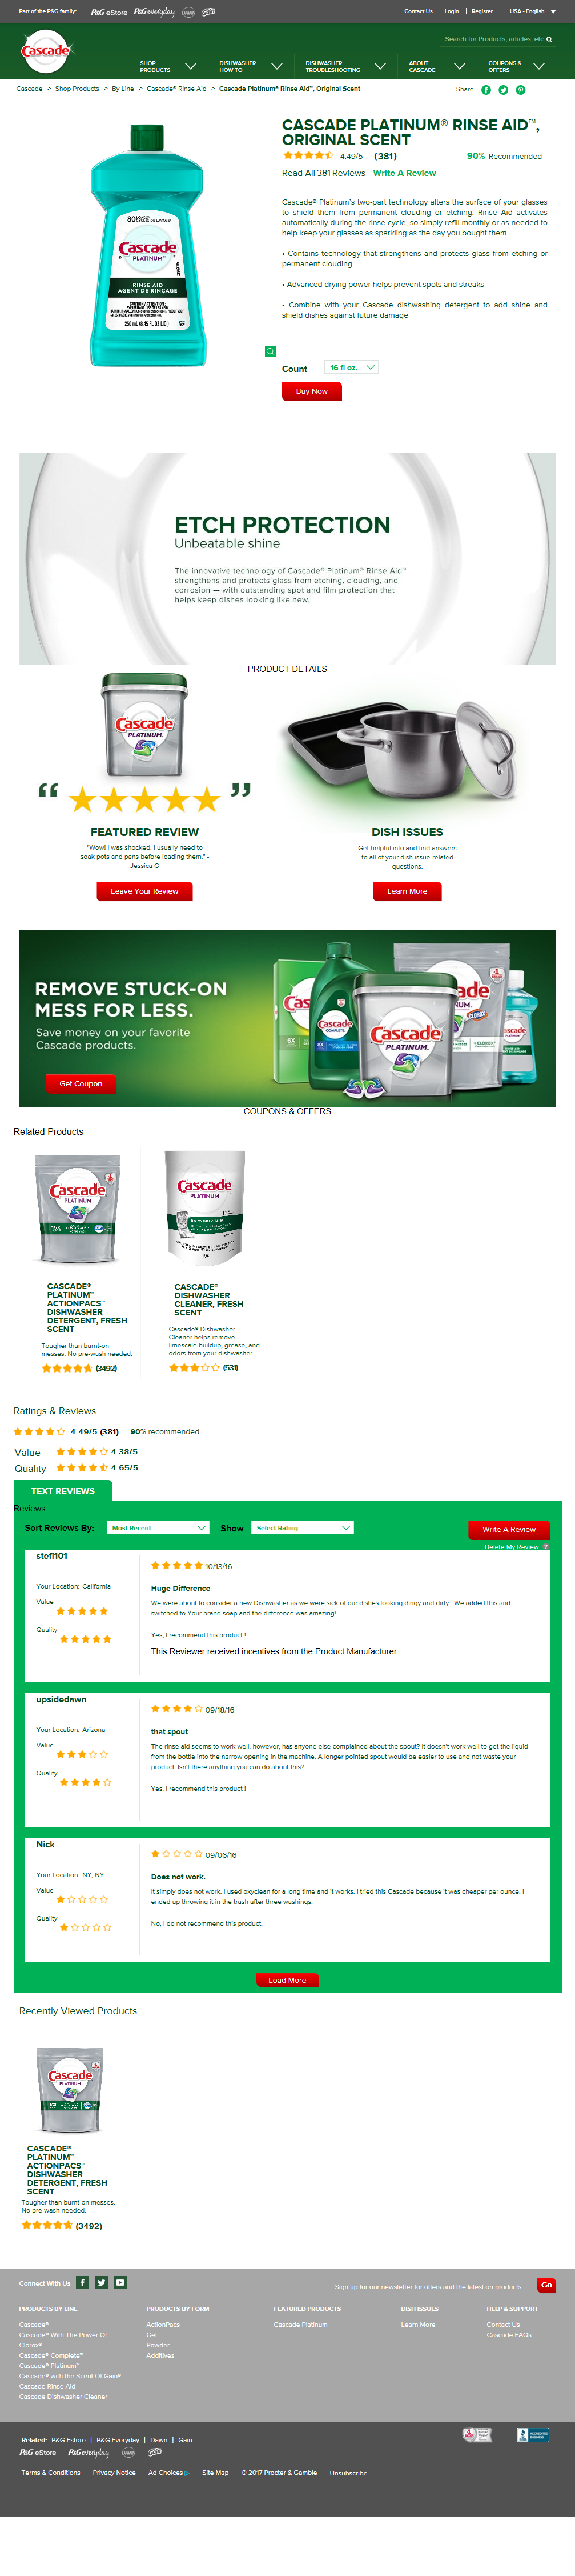 Part of the P&G family:
P&G eStore
P&G everyday
DAWN
Contact Us | Login | Register
USA - English
Cascade
Search for Products, articles, etc
SHOP PRODUCTS
DISHWASHER HOW TO
DISHWASHER TROUBLESHOOTING
ABOUT CASCADE
COUPONS & OFFERS
Cascade > Shop Products > By Line > Cascade® Rinse Aid > Cascade Platinum® Rinse Aid™, Original Scent
Share
80 LOADS
Cascade
PLATINUM
RINSE AID
AGENT DE RINÇAGE
250 mL (8.45 FL OZ LIQ.)
CASCADE PLATINUM® RINSE AID™,
ORIGINAL SCENT
4.49/5 (381)
90% Recommended
Read All 381 Reviews | Write A Review
Cascade® Platinum's two-part technology alters the surface of your glasses
to shield them from permanent clouding or etching. Rinse Aid activates
automatically during the rinse cycle, so simply refill monthly or as needed to
help keep your glasses as sparkling as the day you bought them.
• Contains technology that strengthens and protects glass from etching or
permanent clouding
• Advanced drying power helps prevent spots and streaks
• Combine with your Cascade dishwashing detergent to add shine and
shield dishes against future damage
Count
16 fl oz.
Buy Now
ETCH PROTECTION
Unbeatable shine
The innovative technology of Cascade® Platinum® Rinse Aid™
strengthens and protects glass from etching, clouding, and
corrosion — with outstanding spot and film protection that
helps keep dishes looking like new.
PRODUCT DETAILS
Cascade
PLATINUM.
FEATURED REVIEW
"Wow! I was shocked. I usually need to
soak pots and pans before loading them." -
Jessica G
Leave Your Review
DISH ISSUES
Get helpful info and find answers
to all of your dish issue-related
questions.
Learn More
REMOVE STUCK-ON
MESS FOR LESS.
Save money on your favorite
Cascade products.
Get Coupon
Cascade
COMPLETE
Cascade
PLATINUM.
COUPONS & OFFERS
Related Products
Cascade
PLATINUM
Cascade
PLATINUM
CASCADE®
PLATINUM™
ACTIONPACS™
DISHWASHER
DETERGENT, FRESH
SCENT
Tougher than burnt-on
messes. No pre-wash needed.
(3492)
CASCADE®
DISHWASHER
CLEANER, FRESH
SCENT
Cascade® Dishwasher
Cleaner helps remove
limescale buildup, grease, and
odors from your dishwasher.
(531)
Ratings & Reviews
4.49/5 (381) 90% recommended
Value 4.38/5
Quality 4.65/5
TEXT REVIEWS
Reviews
Sort Reviews By: Most Recent
Show Select Rating
Write A Review
Delete My Review
stefi101
Your Location: California
Value
Quality
10/13/16
Huge Difference
We were about to consider a new Dishwasher as we were sick of our dishes looking dingy and dirty . We added this and
switched to Your brand soap and the difference was amazing!
Yes, I recommend this product !
This Reviewer received incentives from the Product Manufacturer.
upsidedawn
Your Location: Arizona
Value
Quality
09/18/16
that spout
The rinse aid seems to work well, however, has anyone else complained about the spout? It doesn't work well to get the liquid
from the bottle into the narrow opening in the machine. A longer pointed spout would be easier to use and not waste your
product. Isn't there anything you can do about this?
Yes, I recommend this product !
Nick
Your Location: NY, NY
Value
Quality
09/06/16
Does not work.
It simply does not work. I used oxyclean for a long time and it works. I tried this Cascade because it was cheaper per ounce. I
ended up throwing it in the trash after three washings.
No, I do not recommend this product.
Load More
Recently Viewed Products
Cascade
PLATINUM
CASCADE®
PLATINUM™
ACTIONPACS™
DISHWASHER
DETERGENT, FRESH
SCENT
Tougher than burnt-on messes.
No pre-wash needed.
(3492)
Connect With Us
Sign up for our newsletter for offers and the latest on products.
Go
PRODUCTS BY LINE
Cascade®
Cascade® With The Power Of
Clorox®
Cascade® Complete™
Cascade® Platinum™
Cascade® with the Scent Of Gain®
Cascade Rinse Aid
Cascade Dishwasher Cleaner
PRODUCTS BY FORM
ActionPacs
Gel
Powder
Additives
FEATURED PRODUCTS
Cascade Platinum
DISH ISSUES
Learn More
HELP & SUPPORT
Contact Us
Cascade FAQs
Related: P&G Estore | P&G Everyday | Dawn | Gain
P&G eStore
P&G everyday
DAWN
Terms & Conditions
Privacy Notice
Ad Choices
Site Map
© 2017 Procter & Gamble
Unsubscribe